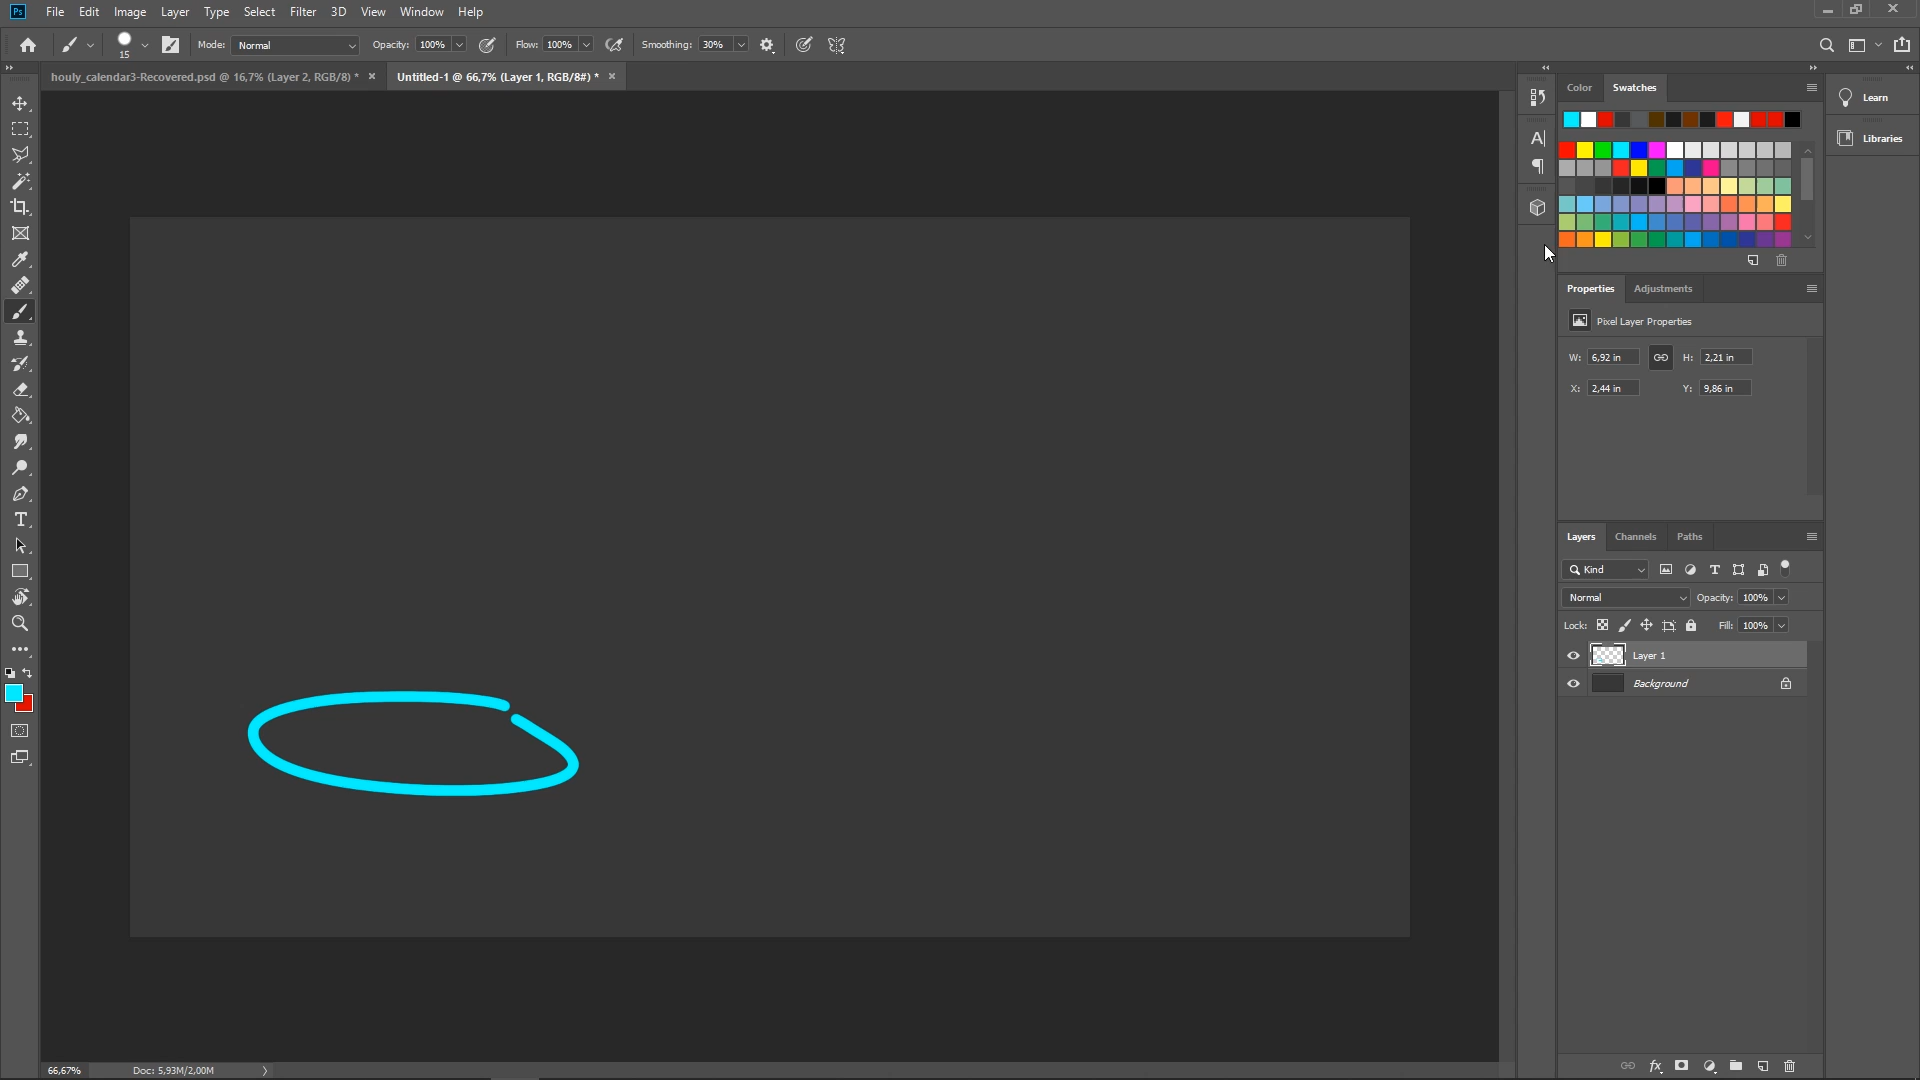 Ps File Edit Image Layer Type Select Filter 3D View Window Help
15 Mode: Normal Opacity: 100% Flow: 100% Smoothing: 30%
houly_calendar3-Recovered.psd @ 16,7% (Layer 2, RGB/8) * Untitled-1 @ 66,7% (Layer 1, RGB/8#) *
Color Swatches
Learn
Libraries
Properties Adjustments
Pixel Layer Properties
W: 6,92 in H: 2,21 in
X: 2,44 in Y: 9,86 in
Layers Channels Paths
Kind
Normal Opacity: 100%
Lock: Fill: 100%
Layer 1
Background
fx
66,67% Doc: 5,93M/2,00M